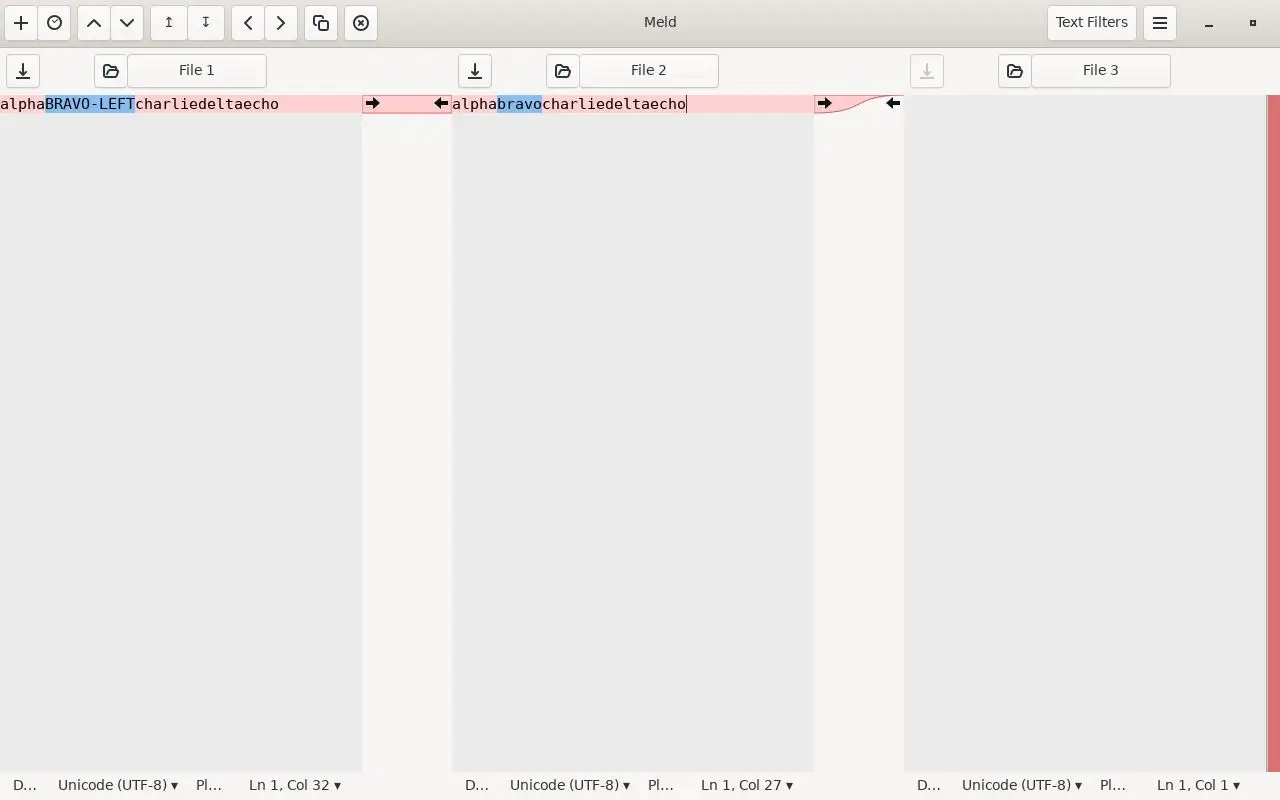 Meld
Text Filters
File 1
File 2
File 3
alphaBRAVO-LEFTcharliedeltaecho
alphabravocharliedeltaecho
D... Unicode (UTF-8) ▾ Pl... Ln 1, Col 32 ▾
D... Unicode (UTF-8) ▾ Pl... Ln 1, Col 27 ▾
D... Unicode (UTF-8) ▾ Pl... Ln 1, Col 1 ▾